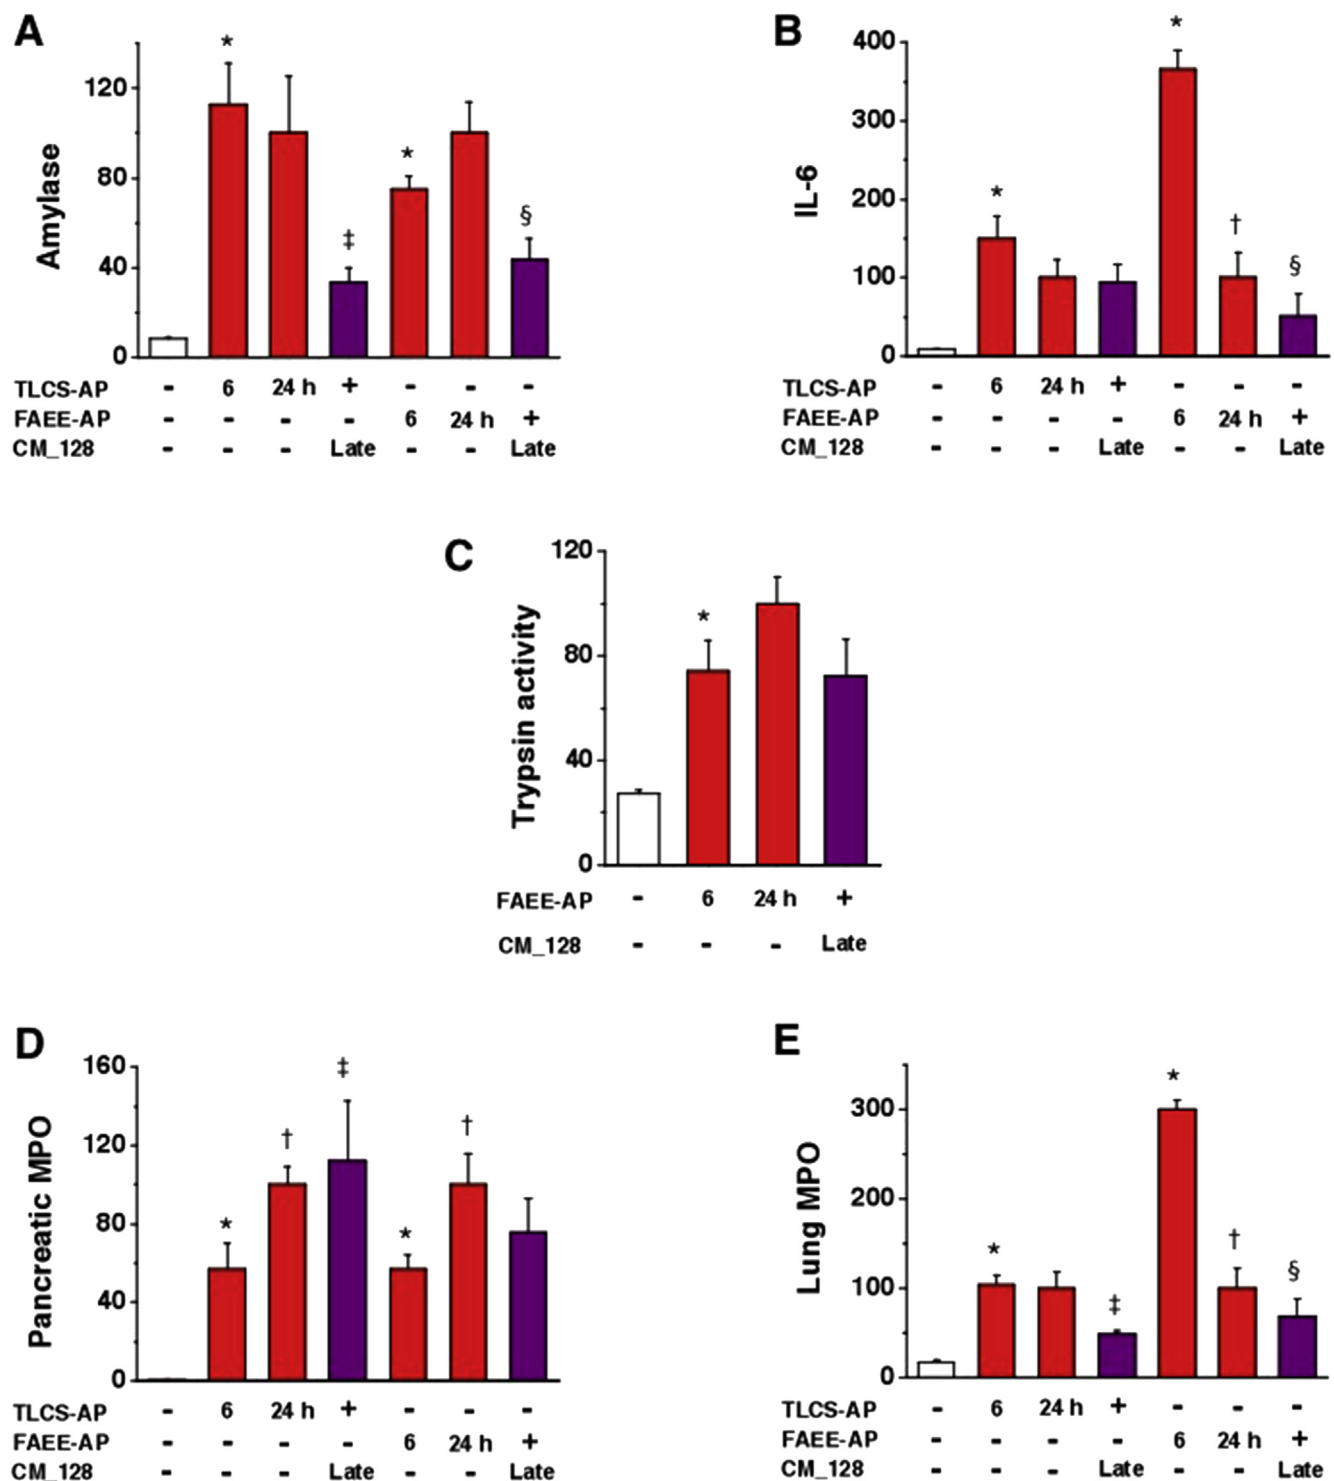 A
*
120
80
40
0
Amylase
‡
*
§
TLCS-AP - 6 24 h + - - -
FAEE-AP - - - - 6 24 h +
CM_128 - - - Late - - Late
B
*
400
300
200
100
0
IL-6
*
†
§
TLCS-AP - 6 24 h + - - -
FAEE-AP - - - - 6 24 h +
CM_128 - - - Late - - Late
C
120
80
40
0
Trypsin activity
*
FAEE-AP - 6 24 h +
CM_128 - - - Late
D
160
120
80
40
0
Pancreatic MPO
*
†
‡
*
†
TLCS-AP - 6 24 h + - - -
FAEE-AP - - - - 6 24 h +
CM_128 - - - Late - - Late
E
300
200
100
0
Lung MPO
*
‡
*
†
§
TLCS-AP - 6 24 h + - - -
FAEE-AP - - - - 6 24 h +
CM_128 - - - Late - - Late